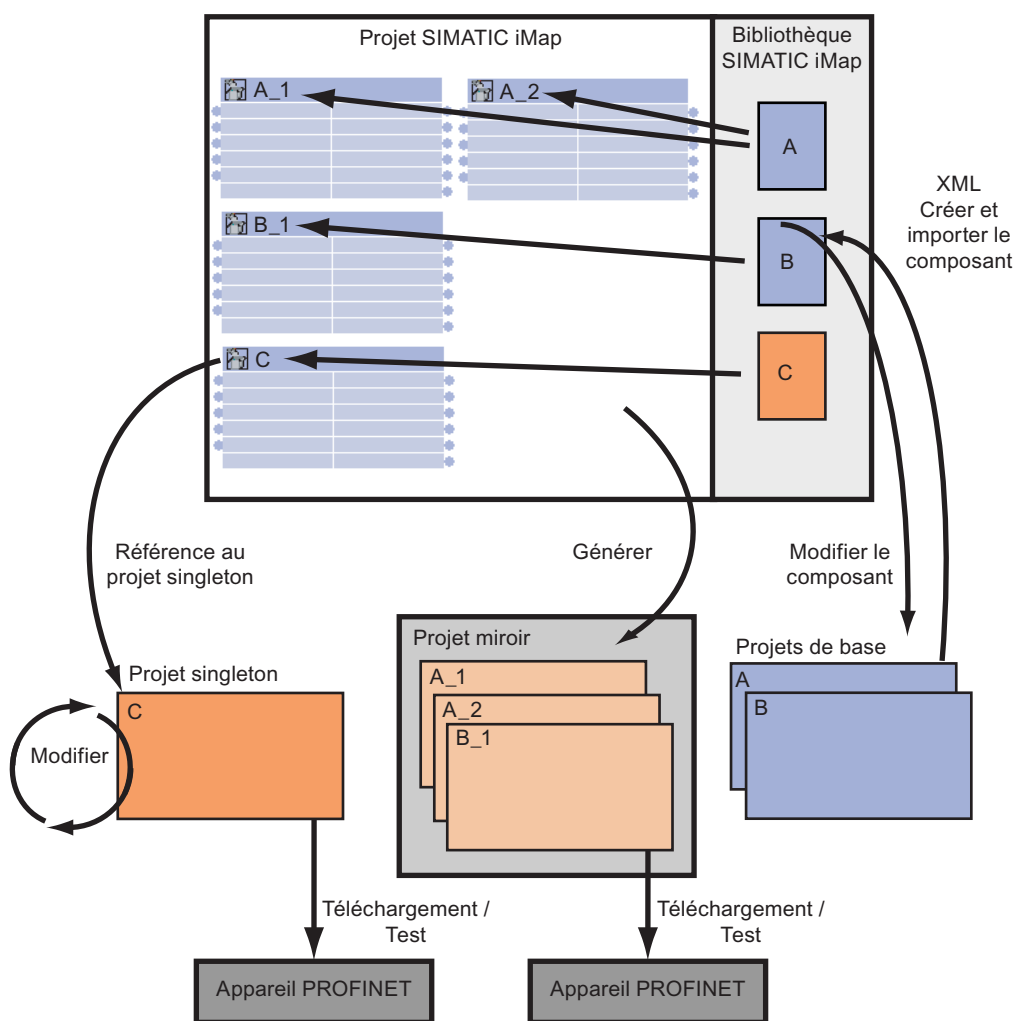 Projet SIMATIC iMap
Bibliothèque
SIMATIC iMap
A_1
A_2
A
B_1
B
C
C
XML
Créer et
importer le
composant
Référence au
projet singleton
Générer
Modifier le
composant
Projet singleton
C
Modifier
Projet miroir
A_1
A_2
B_1
Projets de base
A
B
Téléchargement /
Test
Téléchargement /
Test
Appareil PROFINET
Appareil PROFINET